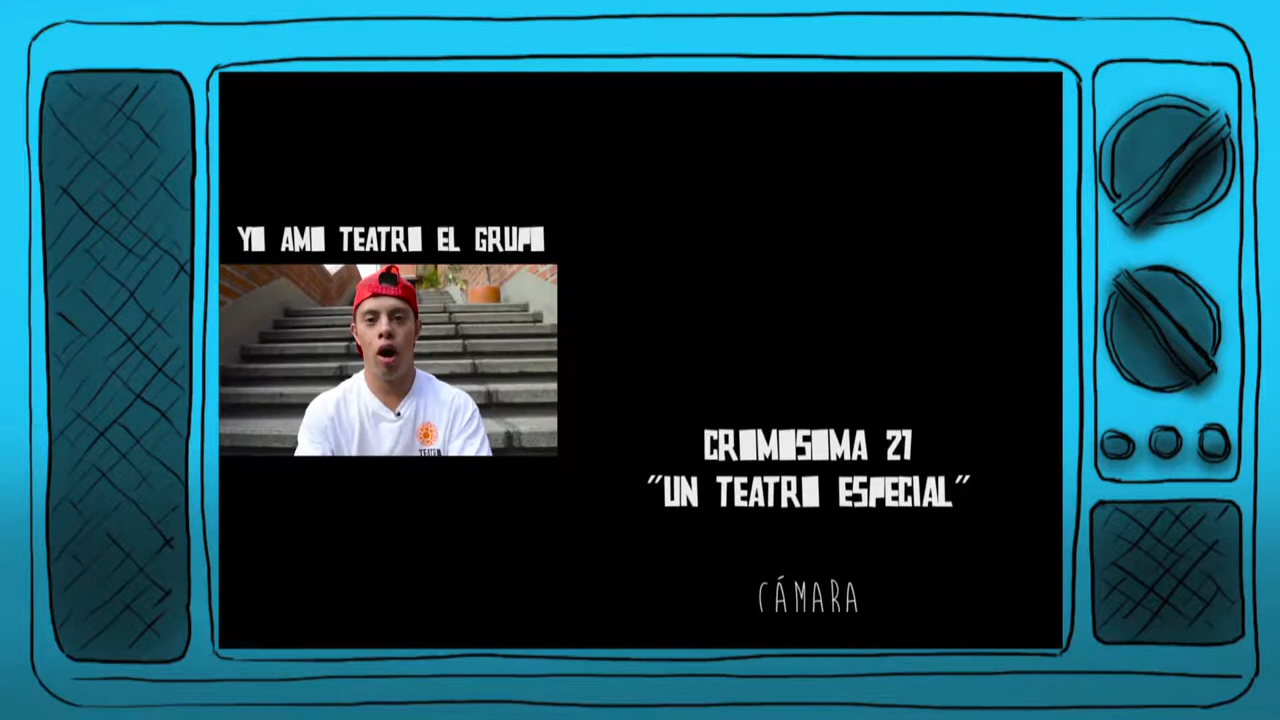 YO AMO TEATRO EL GRUPO
CROMOSOMA 21
"UN TEATRO ESPECIAL"
CÁMARA